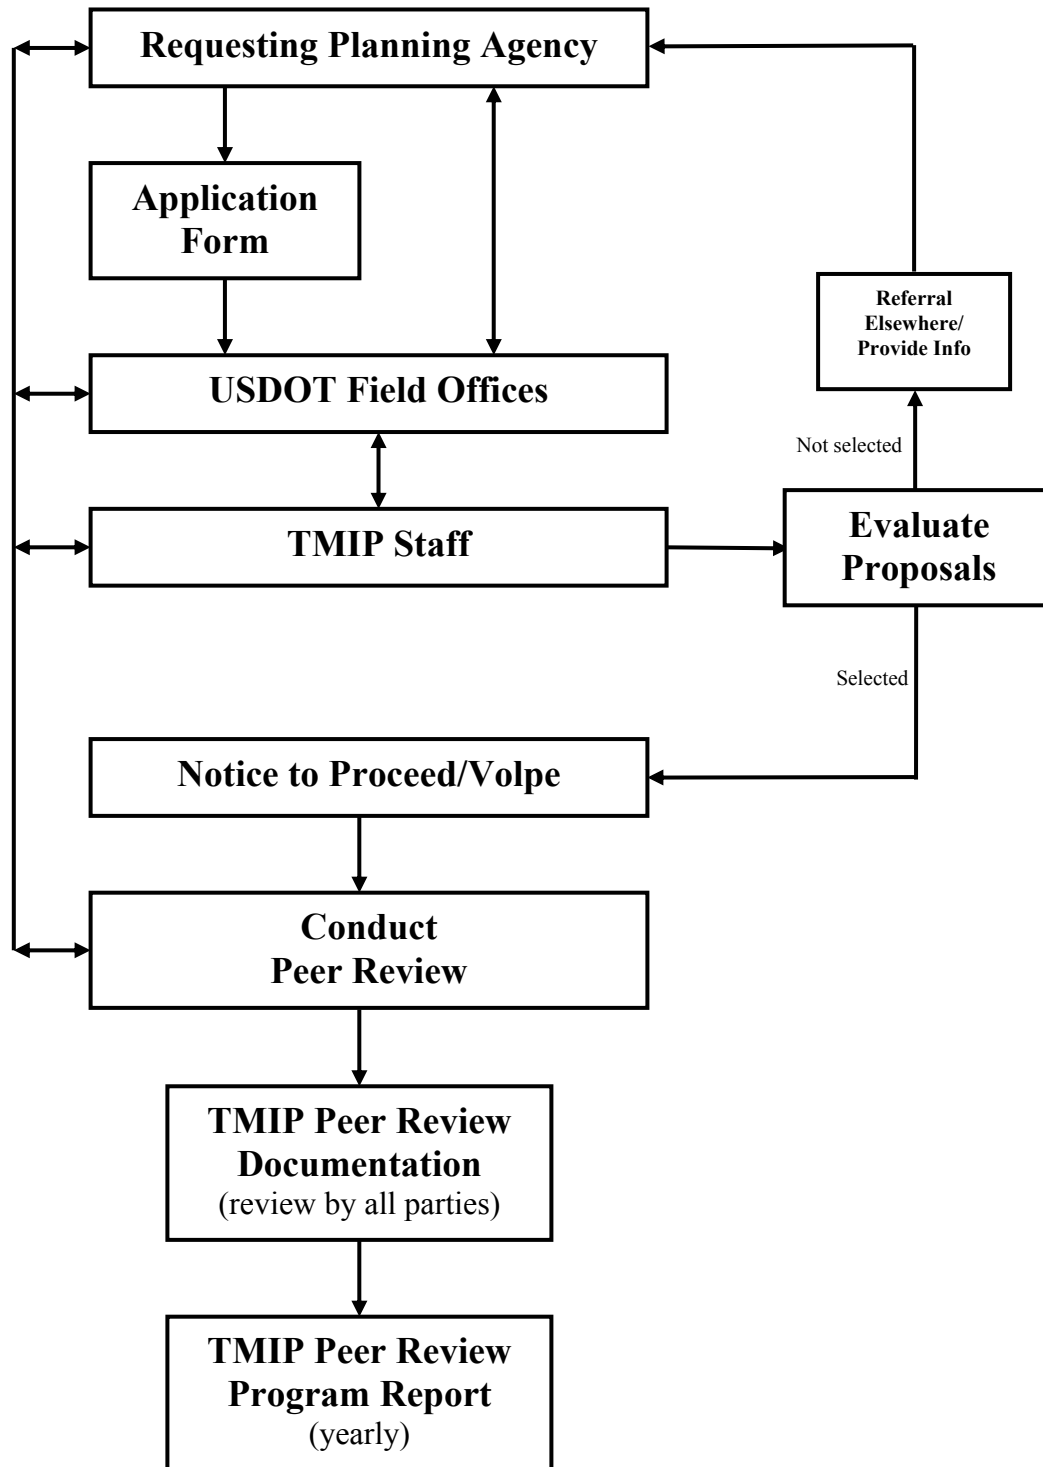 Requesting Planning Agency
Application
Form
Referral
Elsewhere/
Provide Info
USDOT Field Offices
Not selected
TMIP Staff
Evaluate
Proposals
Selected
Notice to Proceed/Volpe
Conduct
Peer Review
TMIP Peer Review
Documentation
(review by all parties)
TMIP Peer Review
Program Report
(yearly)